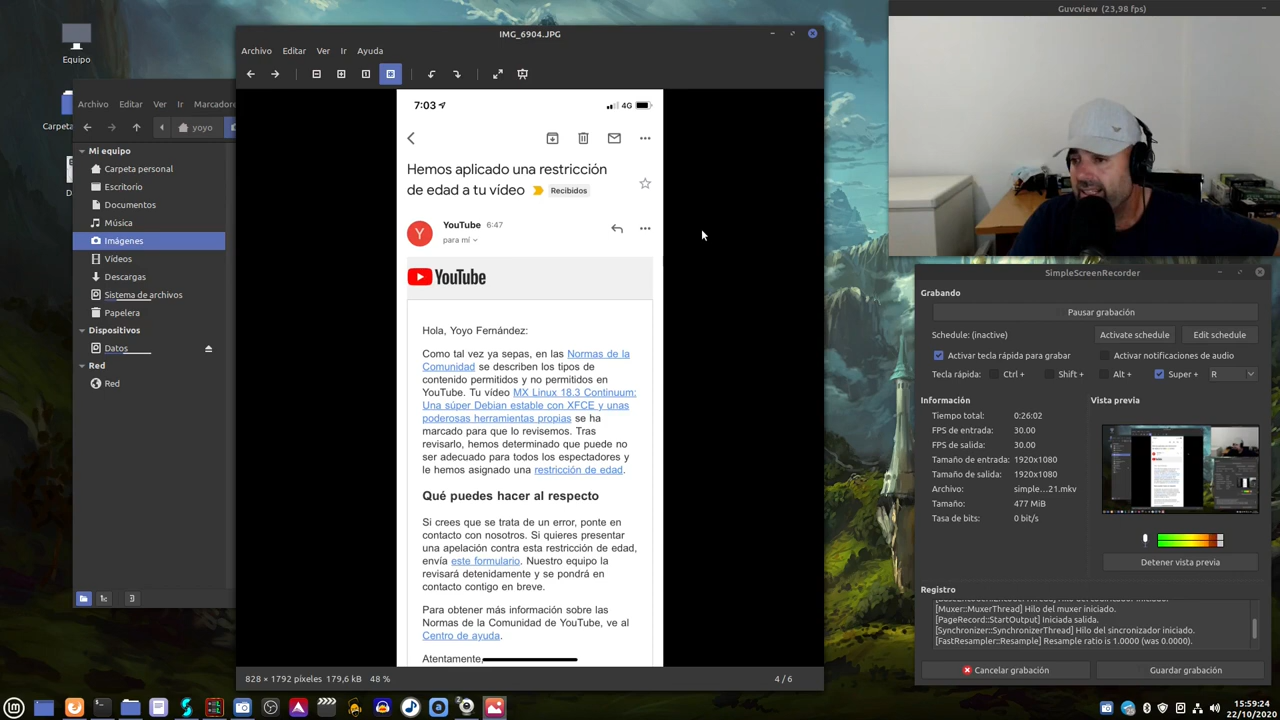 Equipo
Carpeta
Archivo Editar Ver Ir Marcador
yoyo
Mi equipo
Carpeta personal
Escritorio
Documentos
Música
Imágenes
Vídeos
Descargas
Sistema de archivos
Papelera
Dispositivos
Datos
Red
Red
IMG_6904.JPG
Archivo Editar Ver Ir Ayuda
7:03
4G
Hemos aplicado una restricción
de edad a tu vídeo
Recibidos
Y
YouTube 6:47
para mí
YouTube
Hola, Yoyo Fernández:
Como tal vez ya sepas, en las Normas de la
Comunidad se describen los tipos de
contenido permitidos y no permitidos en
YouTube. Tu vídeo MX Linux 18.3 Continuum:
Una súper Debian estable con XFCE y unas
poderosas herramientas propias se ha
marcado para que lo revisemos. Tras
revisarlo, hemos determinado que puede no
ser adecuado para todos los espectadores y
le hemos asignado una restricción de edad.
Qué puedes hacer al respecto
Si crees que se trata de un error, ponte en
contacto con nosotros. Si quieres presentar
una apelación contra esta restricción de edad,
envía este formulario. Nuestro equipo la
revisará detenidamente y se pondrá en
contacto contigo en breve.
Para obtener más información sobre las
Normas de la Comunidad de YouTube, ve al
Centro de ayuda.
Atentamente,
828 × 1792 píxeles 179,6 kB 48 %
4 / 6
Guvcview (23,98 fps)
SimpleScreenRecorder
Grabando
Pausar grabación
Schedule: (inactive)
Activate schedule
Edit schedule
Activar tecla rápida para grabar
Activar notificaciones de audio
Tecla rápida: Ctrl + Shift + Alt + Super + R
Información
Tiempo total: 0:26:02
FPS de entrada: 30.00
FPS de salida: 30.00
Tamaño de entrada: 1920x1080
Tamaño de salida: 1920x1080
Archivo: simple...21.mkv
Tamaño: 477 MiB
Tasa de bits: 0 bit/s
Vista previa
Detener vista previa
Registro
[Muxer::MuxerThread] Hilo del muxer iniciado.
[PageRecord::StartOutput] Iniciada salida.
[Synchronizer::SynchronizerThread] Hilo del sincronizador iniciado.
[FastResampler::Resample] Resample ratio is 1.0000 (was 0.0000).
Cancelar grabación
Guardar grabación
15:59:24
22/10/2020